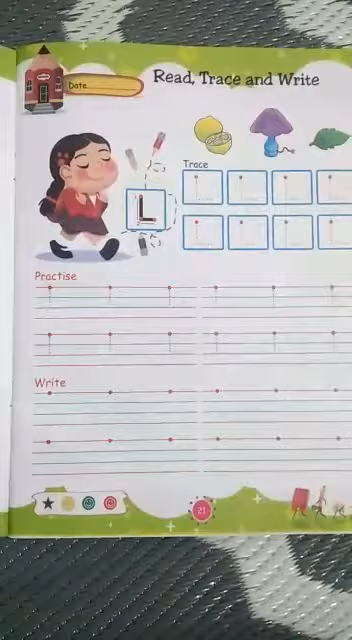 Date
Read, Trace and Write
L
Trace
Practise
Write
21